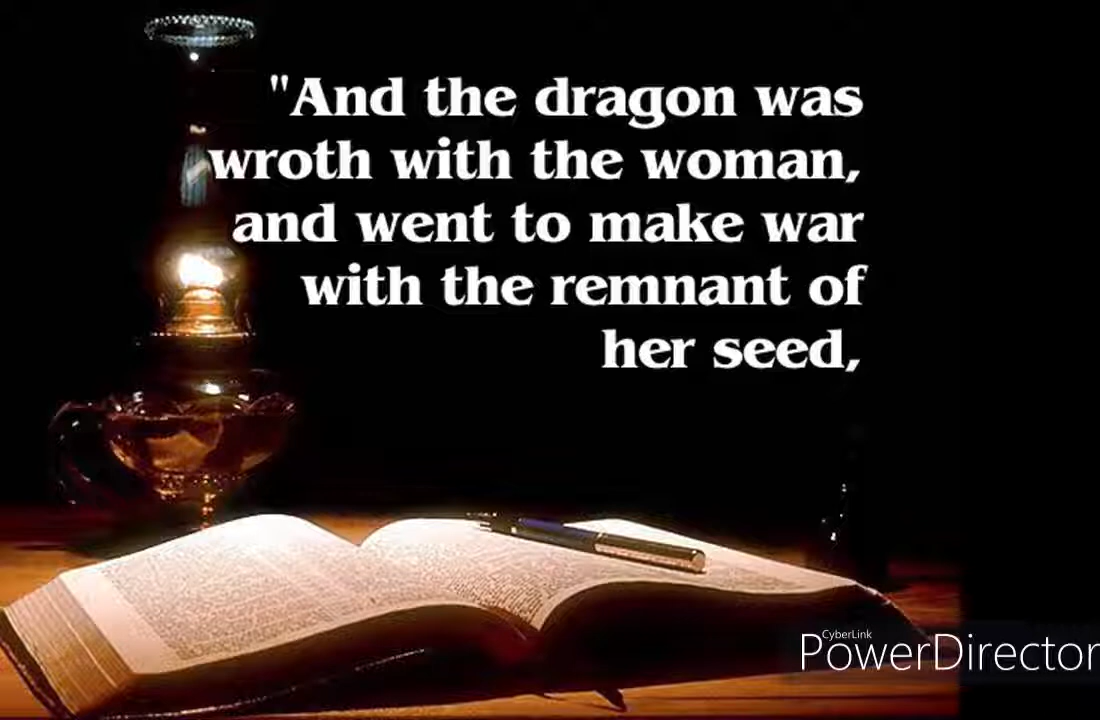 "And the dragon was
wroth with the woman,
and went to make war
with the remnant of
her seed,
CyberLink
PowerDirector